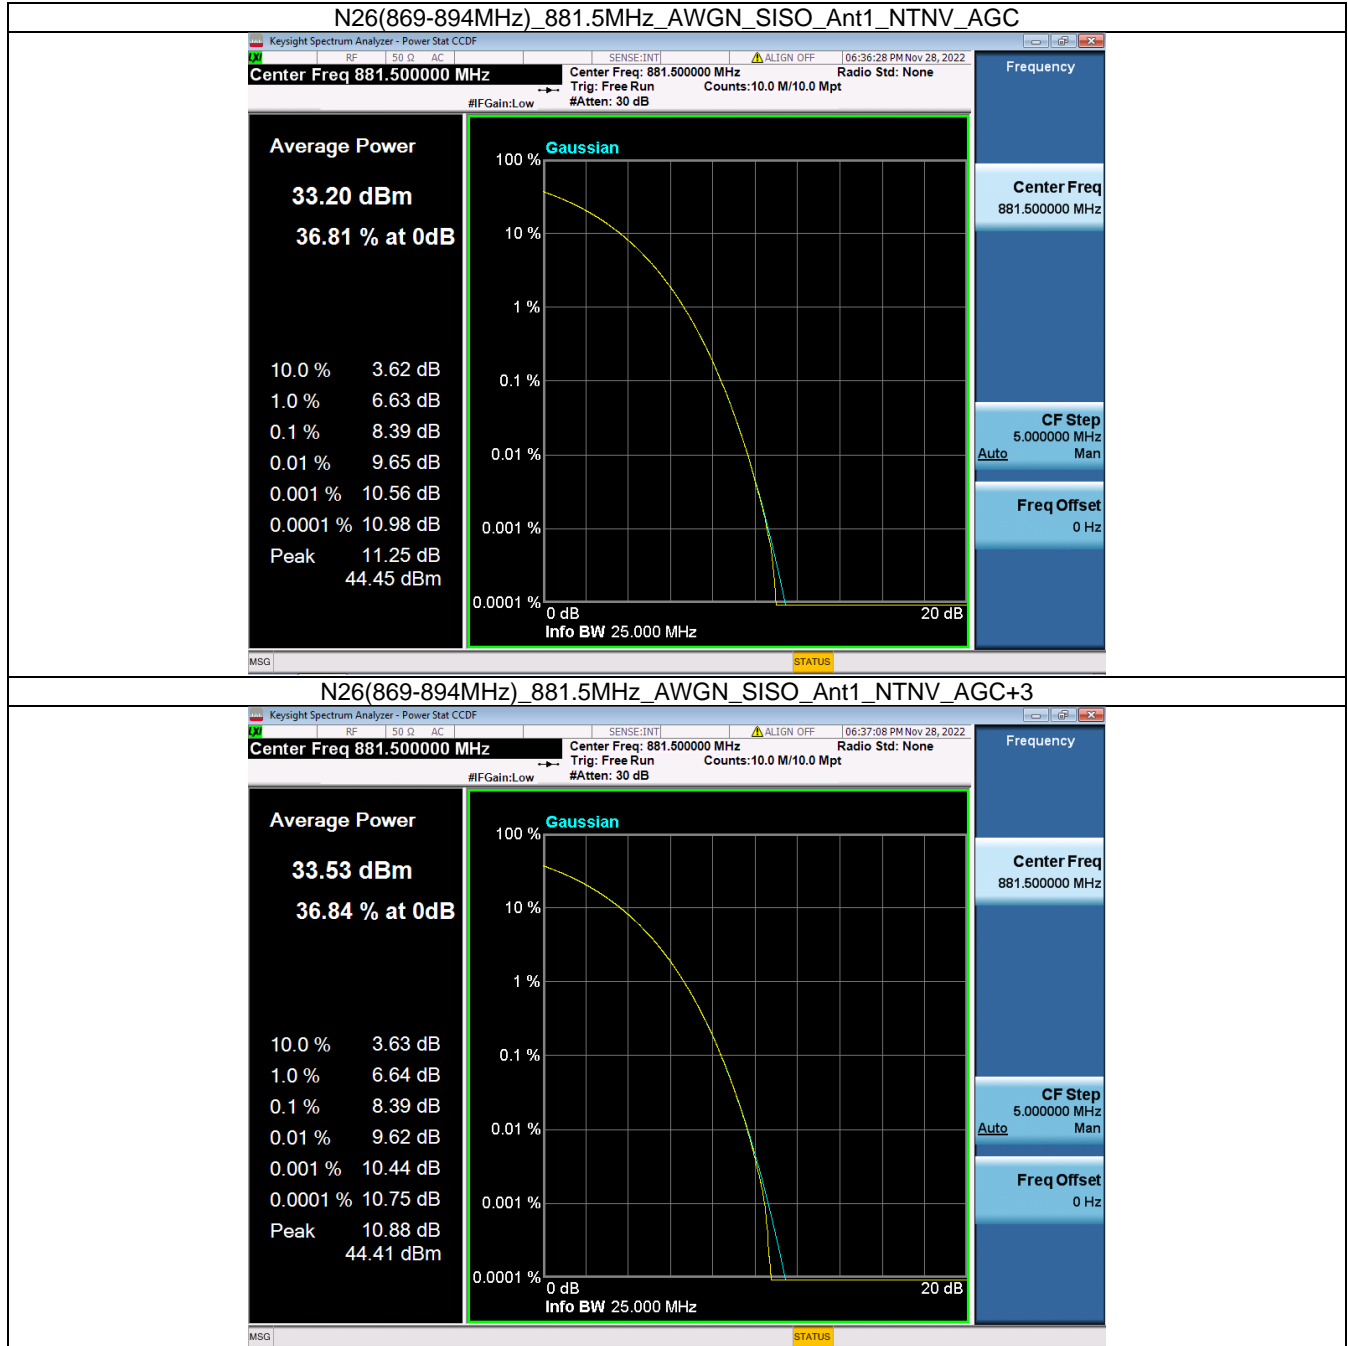 N26(869-894MHz)_881.5MHz_AWGN_SISO_Ant1_NTNV_AGC
Keysight Spectrum Analyzer - Power Stat CCDF
LXI RF 50 Ω AC SENSE:INT ALIGN OFF 06:36:28 PM Nov 28, 2022
Center Freq 881.500000 MHz
Center Freq: 881.500000 MHz Radio Std: None
Trig: Free Run Counts:10.0 M/10.0 Mpt
#IFGain:Low #Atten: 30 dB
Frequency
Average Power
33.20 dBm
36.81 % at 0dB
10.0 % 3.62 dB
1.0 % 6.63 dB
0.1 % 8.39 dB
0.01 % 9.65 dB
0.001 % 10.56 dB
0.0001 % 10.98 dB
Peak 11.25 dB
44.45 dBm
Gaussian
100 %
10 %
1 %
0.1 %
0.01 %
0.001 %
0.0001 %
0 dB 20 dB
Info BW 25.000 MHz
Center Freq
881.500000 MHz
CF Step
5.000000 MHz
Auto Man
Freq Offset
0 Hz
MSG STATUS
N26(869-894MHz)_881.5MHz_AWGN_SISO_Ant1_NTNV_AGC+3
Keysight Spectrum Analyzer - Power Stat CCDF
LXI RF 50 Ω AC SENSE:INT ALIGN OFF 06:37:08 PM Nov 28, 2022
Center Freq 881.500000 MHz
Center Freq: 881.500000 MHz Radio Std: None
Trig: Free Run Counts:10.0 M/10.0 Mpt
#IFGain:Low #Atten: 30 dB
Frequency
Average Power
33.53 dBm
36.84 % at 0dB
10.0 % 3.63 dB
1.0 % 6.64 dB
0.1 % 8.39 dB
0.01 % 9.62 dB
0.001 % 10.44 dB
0.0001 % 10.75 dB
Peak 10.88 dB
44.41 dBm
Gaussian
100 %
10 %
1 %
0.1 %
0.01 %
0.001 %
0.0001 %
0 dB 20 dB
Info BW 25.000 MHz
Center Freq
881.500000 MHz
CF Step
5.000000 MHz
Auto Man
Freq Offset
0 Hz
MSG STATUS